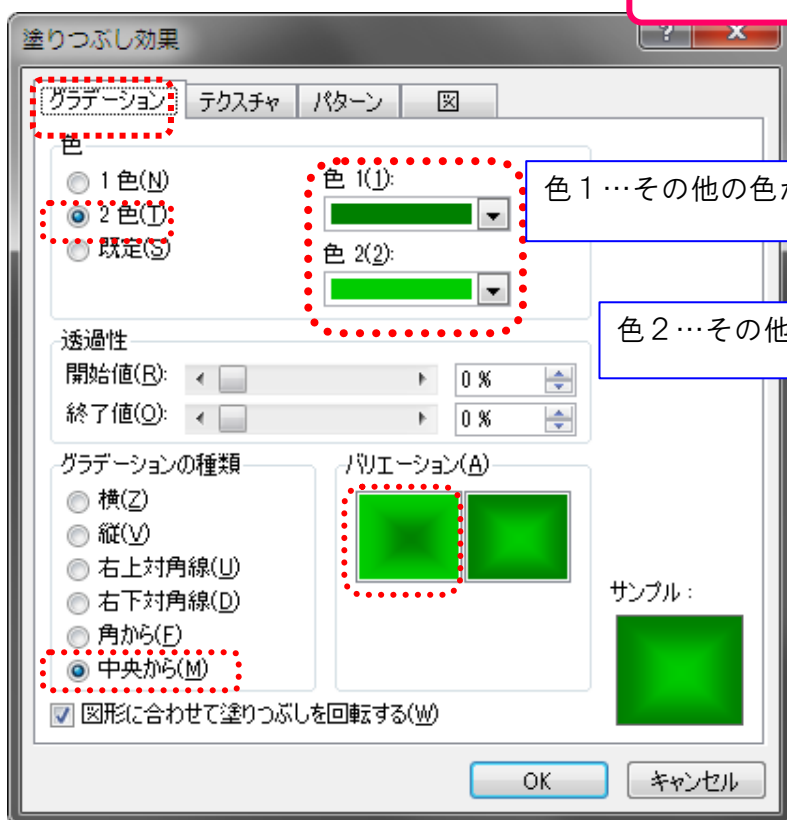 塗りつぶし効果
グラデーション テクスチャ パターン 図
色
1 色(N)
2 色(T)
既定(S)
色 1(1):
色 2(2):
色１…その他の色
色２…その他
透過性
開始値(R): 0 %
終了値(O): 0 %
グラデーションの種類
横(Z)
縦(V)
右上対角線(U)
右下対角線(D)
角から(F)
中央から(M)
バリエーション(A)
サンプル :
図形に合わせて塗りつぶしを回転する(W)
OK キャンセル